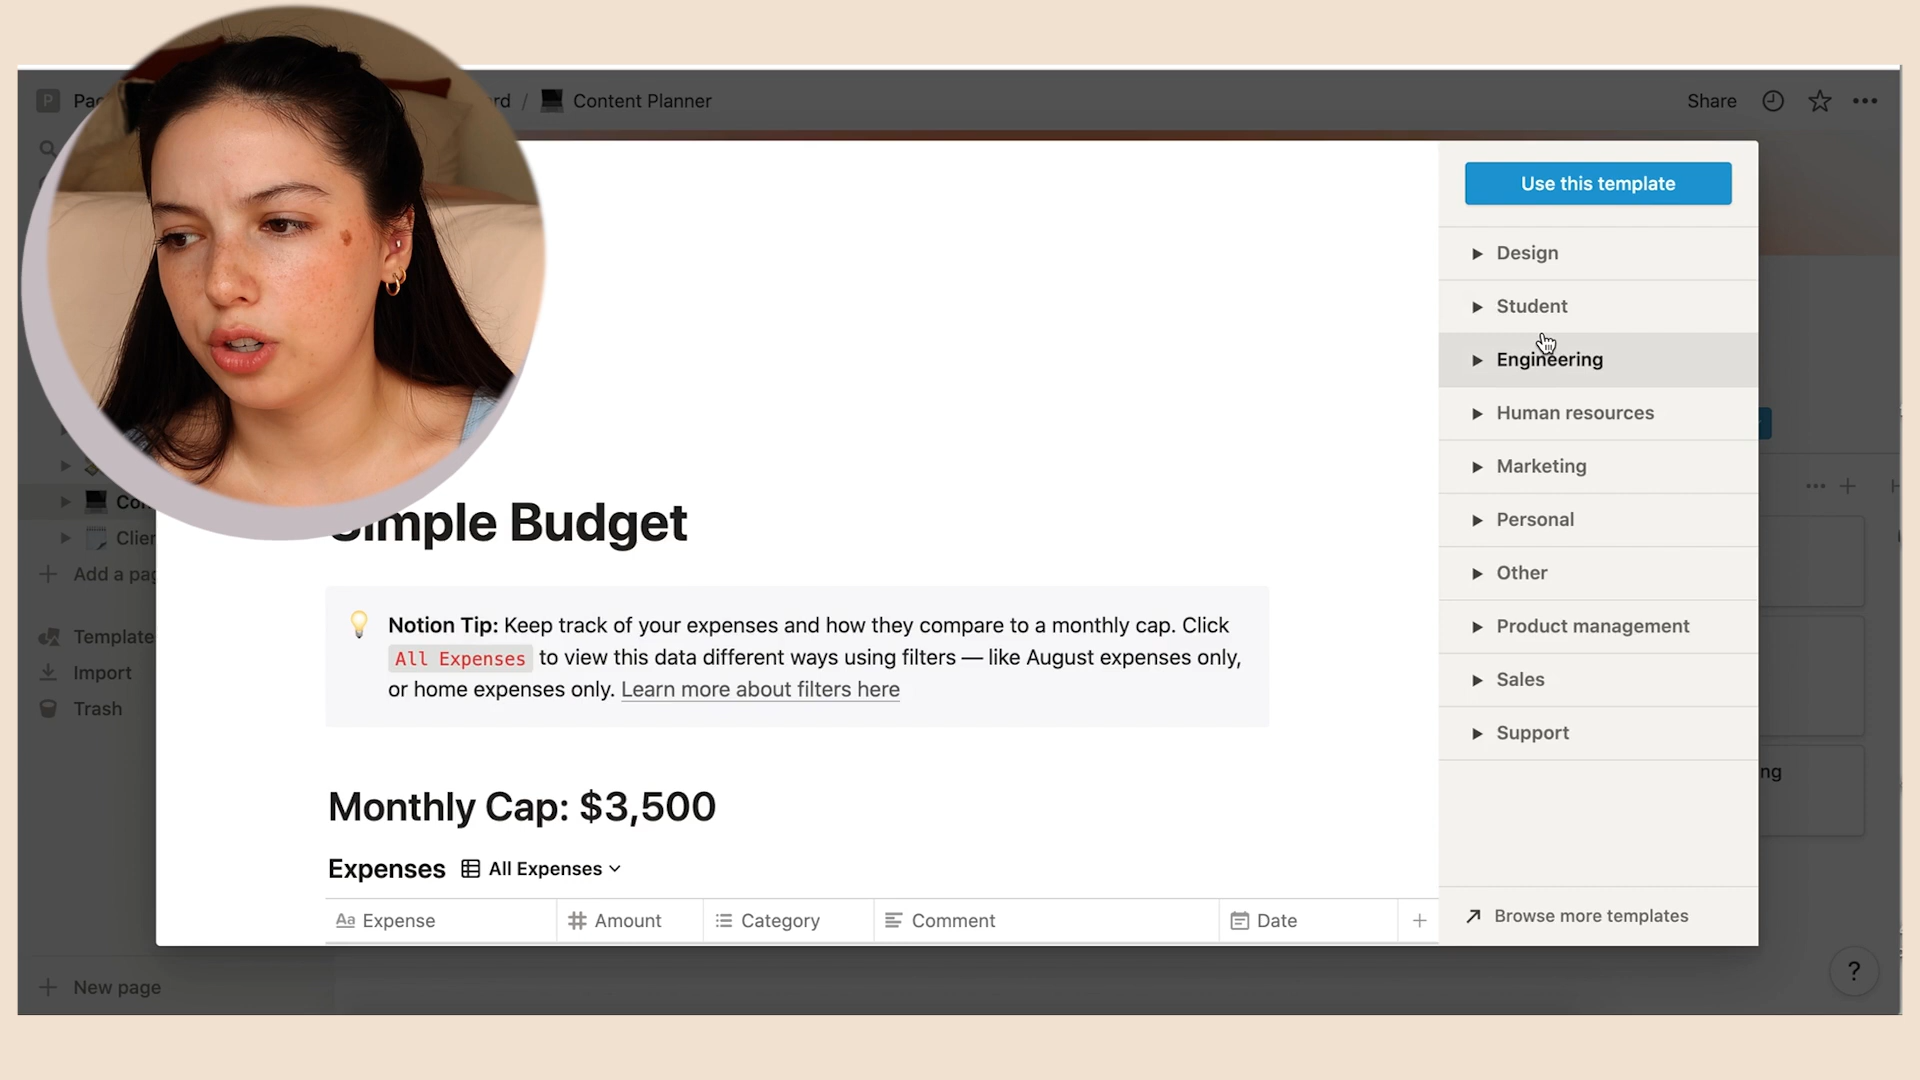 P
Content Planner
Share
Use this template
Design
Student
Engineering
Human resources
Marketing
Personal
Other
Product management
Sales
Support
Browse more templates
Add a
Import
Trash
New page
Simple Budget
Notion Tip: Keep track of your expenses and how they compare to a monthly cap. Click
All Expenses to view this data different ways using filters — like August expenses only,
or home expenses only. Learn more about filters here
Monthly Cap: $3,500
Expenses All Expenses
Aa Expense # Amount Category Comment Date +
?